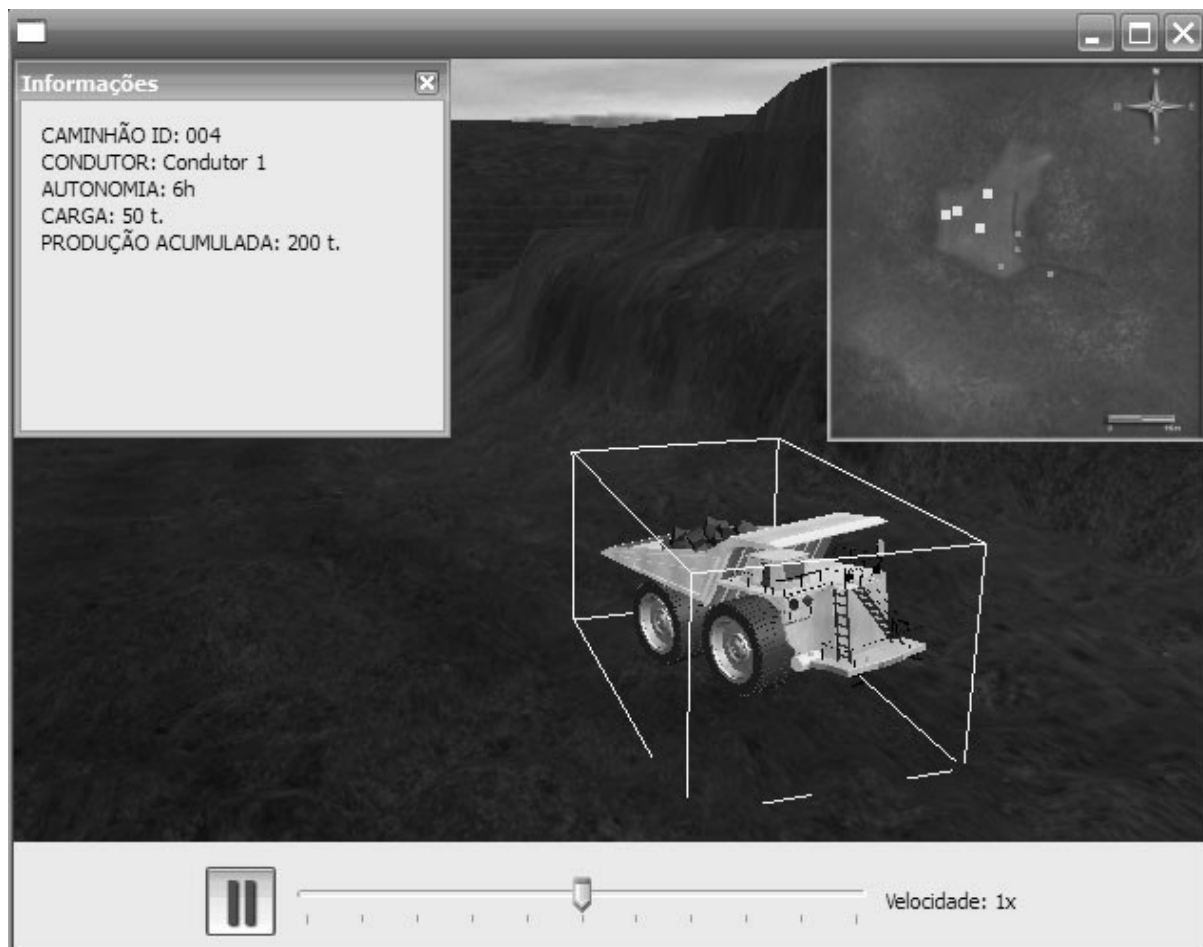 Informações
CAMINHÃO ID: 004
CONDUTOR: Condutor 1
AUTONOMIA: 6h
CARGA: 50 t.
PRODUÇÃO ACUMULADA: 200 t.
Velocidade: 1x